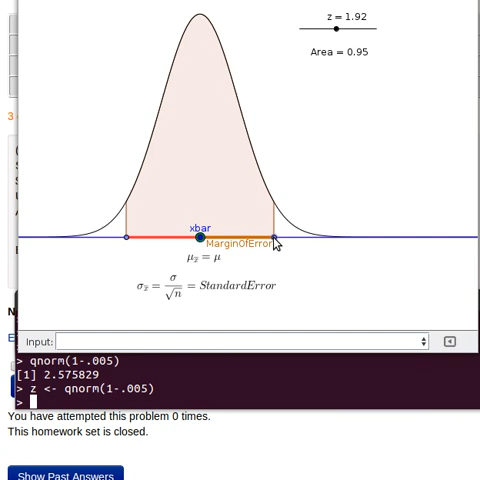 z = 1.92
Area = 0.95
3
xbar
MarginOfError
μx̄ = μ
σx̄ = σ/√n = StandardError
Input:
> qnorm(1-.005)
[1] 2.575829
> z <- qnorm(1-.005)
>
You have attempted this problem 0 times.
This homework set is closed.
Show Past Answers